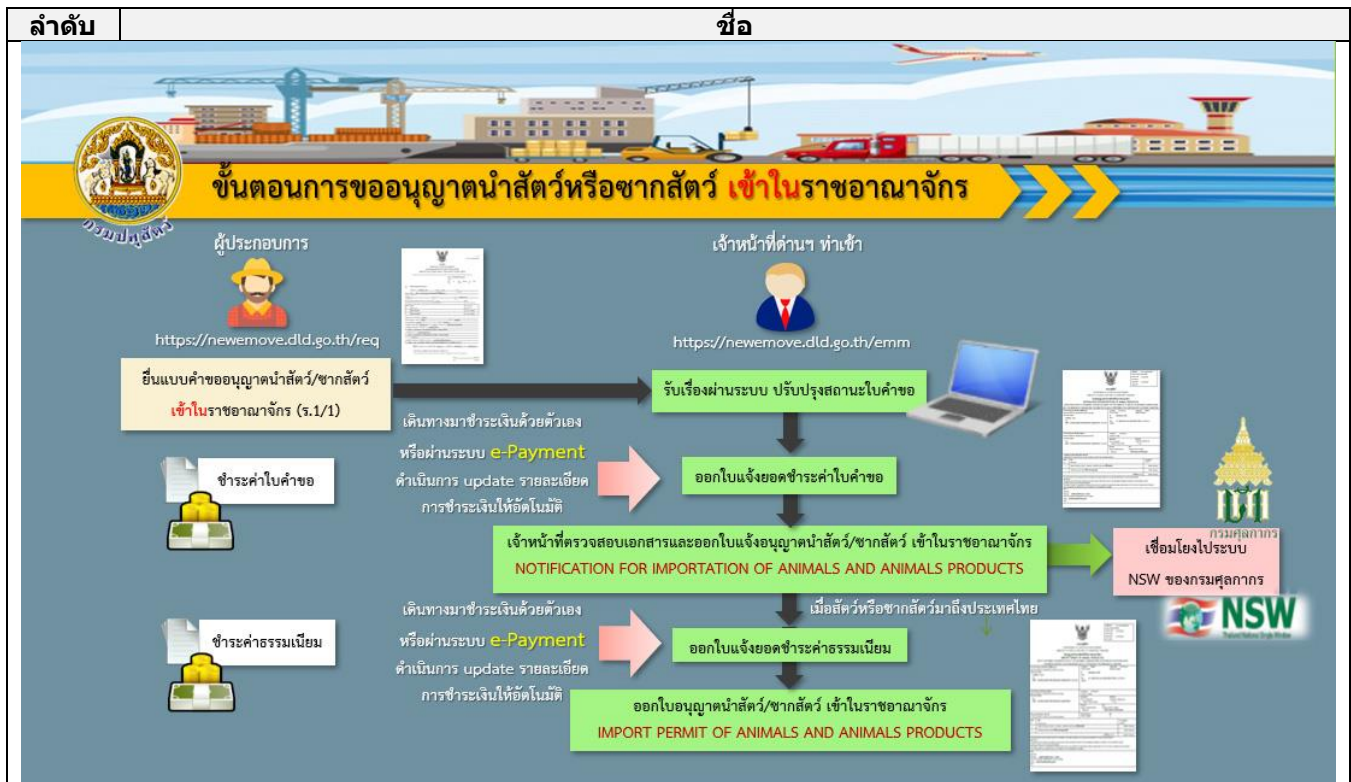 ลำดับ ชื่อ
ขั้นตอนการขออนุญาตนำสัตว์หรือซากสัตว์ เข้าในราชอาณาจักร
กรมปศุสัตว์
ผู้ประกอบการ
เจ้าหน้าที่ด่านฯ ท่าเข้า
https://newemove.dld.go.th/req
https://newemove.dld.go.th/emm
ยื่นแบบคำขออนุญาตนำสัตว์/ซากสัตว์
เข้าในราชอาณาจักร (ร.1/1)
รับเรื่องผ่านระบบ ปรับปรุงสถานะใบคำขอ
ชำระค่าใบคำขอ
เดินทางมาชำระเงินด้วยตัวเอง
หรือผ่านระบบ e-Payment
ดำเนินการ update รายละเอียด
การชำระเงินให้อัตโนมัติ
ออกใบแจ้งยอดชำระค่าใบคำขอ
เจ้าหน้าที่ตรวจสอบเอกสารและออกใบแจ้งอนุญาตนำสัตว์/ซากสัตว์ เข้าในราชอาณาจักร
NOTIFICATION FOR IMPORTATION OF ANIMALS AND ANIMALS PRODUCTS
กรมศุลกากร
เชื่อมโยงไประบบ
NSW ของกรมศุลกากร
NSW
Thailand National Single Window
เมื่อสัตว์หรือซากสัตว์มาถึงประเทศไทย
ชำระค่าธรรมเนียม
เดินทางมาชำระเงินด้วยตัวเอง
หรือผ่านระบบ e-Payment
ดำเนินการ update รายละเอียด
การชำระเงินให้อัตโนมัติ
ออกใบแจ้งยอดชำระค่าธรรมเนียม
ออกใบอนุญาตนำสัตว์/ซากสัตว์ เข้าในราชอาณาจักร
IMPORT PERMIT OF ANIMALS AND ANIMALS PRODUCTS